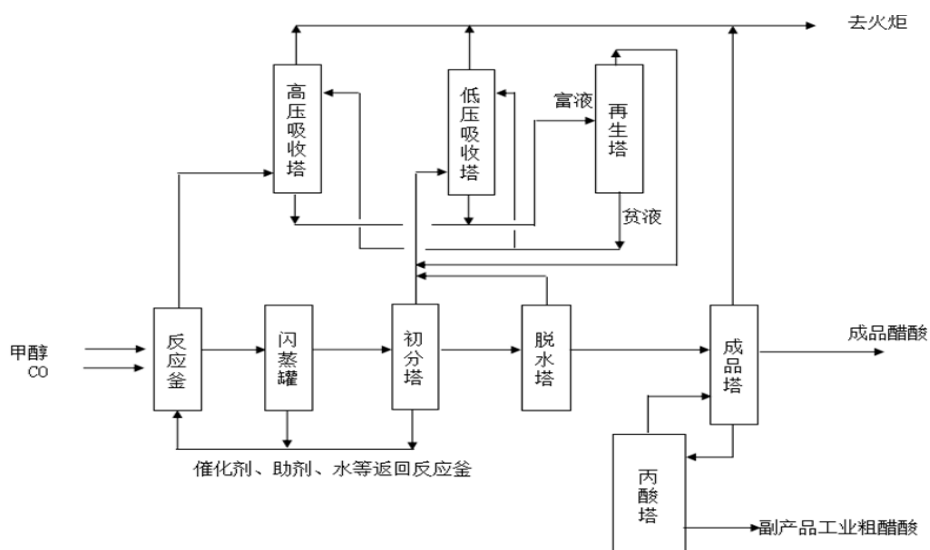 去火炬
高压吸收塔
低压吸收塔
富液
再生塔
贫液
甲醇
CO
反应釜
闪蒸罐
初分塔
脱水塔
成品塔
成品醋酸
催化剂、助剂、水等返回反应釜
丙酸塔
副产品工业粗醋酸